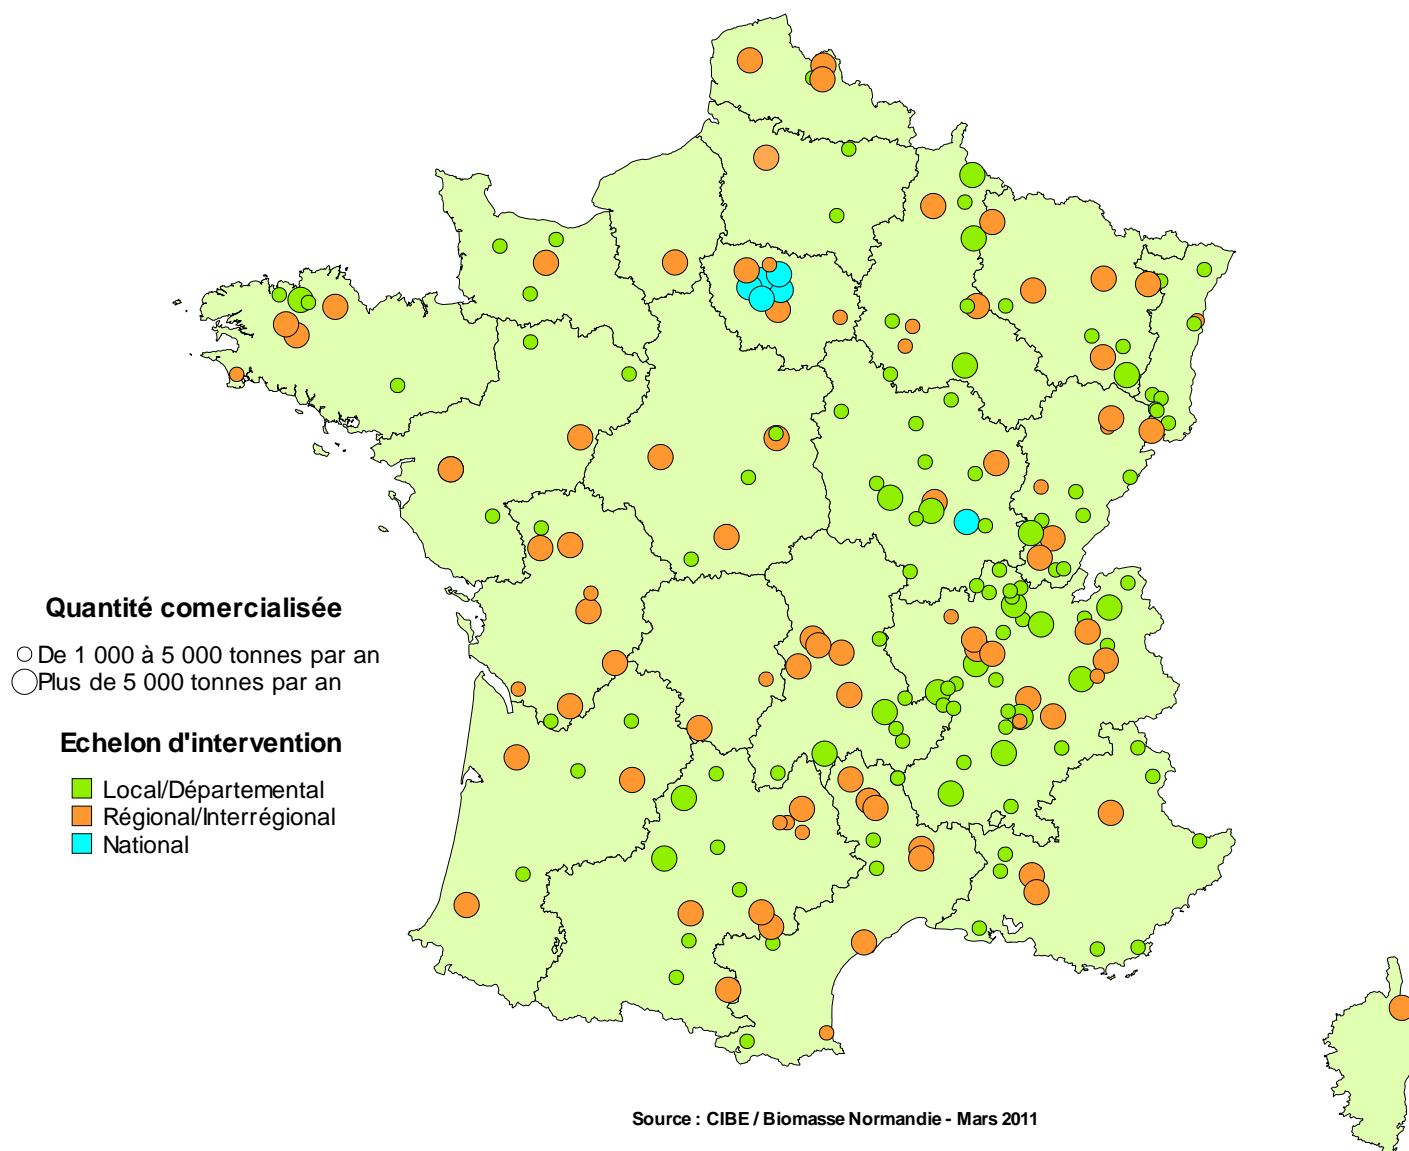 Quantité comercialisée
De 1 000 à 5 000 tonnes par an
Plus de 5 000 tonnes par an
Echelon d'intervention
Local/Départemental
Régional/Interrégional
National
Source : CIBE / Biomasse Normandie - Mars 2011